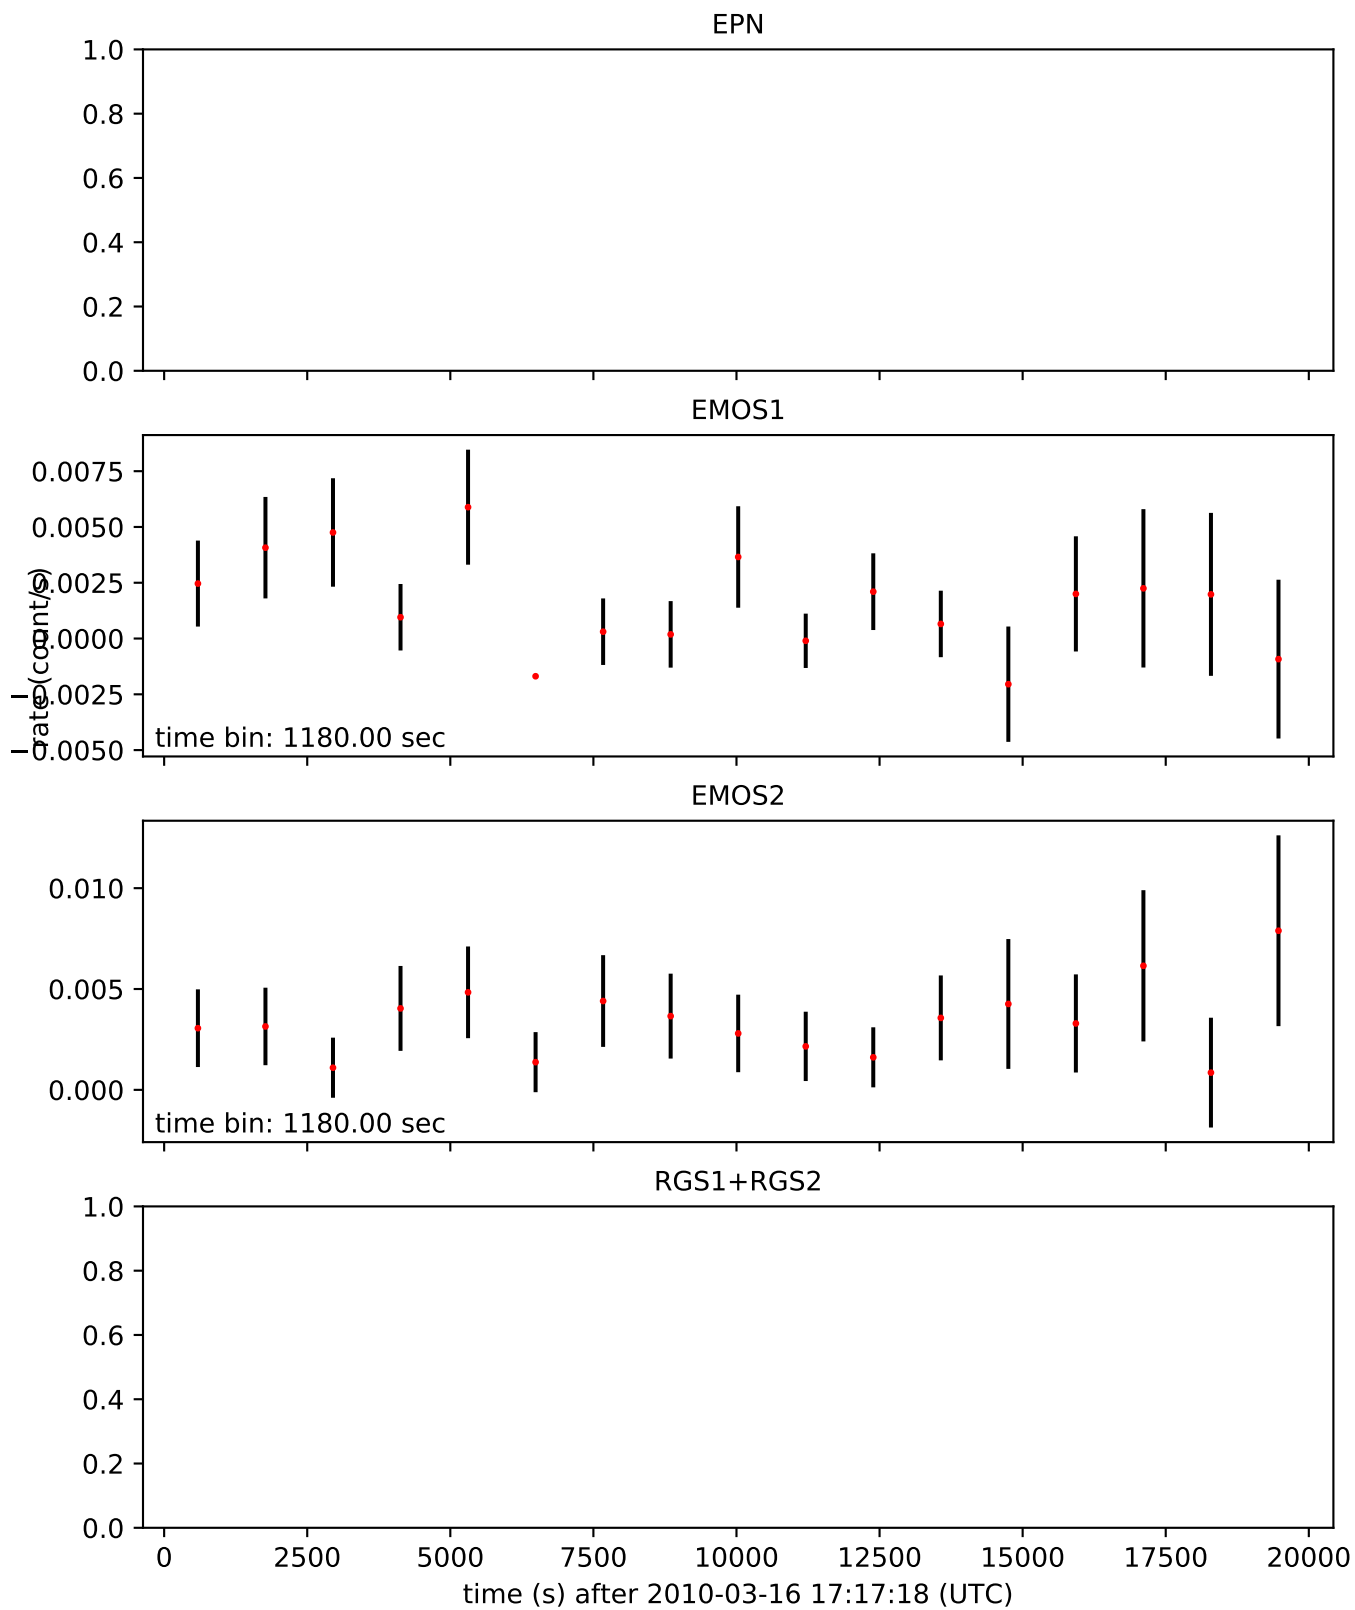 EPN
1.0
0.8
0.6
0.4
0.2
0.0
EMOS1
0.0075
0.0050
0.0025
0.0000
−0.0025
−0.0050
rate (count/s)
time bin: 1180.00 sec
EMOS2
0.010
0.005
0.000
time bin: 1180.00 sec
RGS1+RGS2
1.0
0.8
0.6
0.4
0.2
0.0
0 2500 5000 7500 10000 12500 15000 17500 20000
time (s) after 2010-03-16 17:17:18 (UTC)